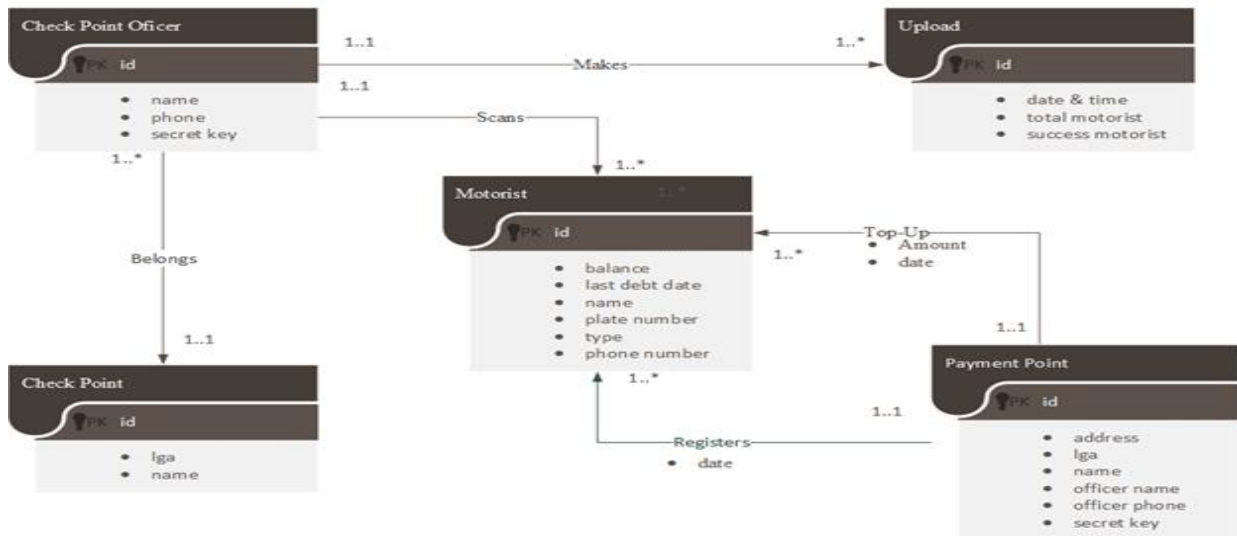 Check Point Oficer
PK id
name
phone
secret key
1..1
Makes
1..*
Upload
PK id
date & time
total motorist
success motorist
1..1
Scans
1..*
1..*
Belongs
1..1
Motorist
1..*
PK id
balance
last debt date
name
plate number
type
phone number
Top-Up
Amount
date
1..*
1..1
Check Point
PK id
lga
name
1..*
Registers
date
1..1
Payment Point
PK id
address
lga
name
officer name
officer phone
secret key